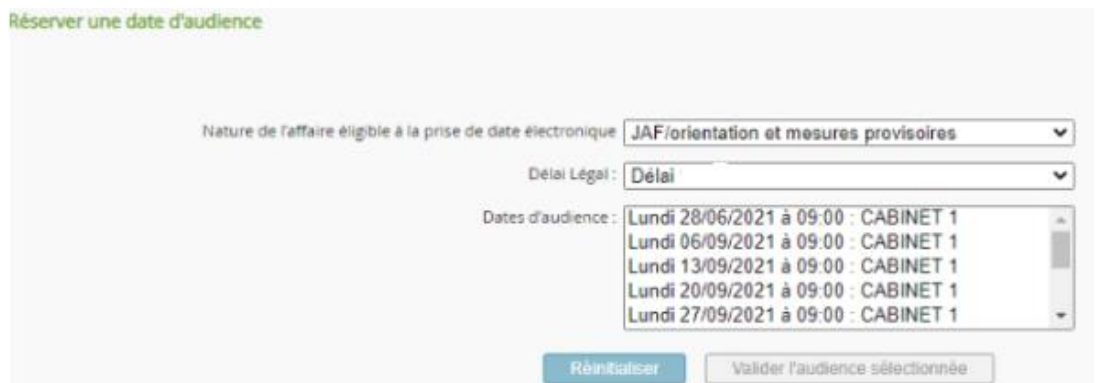 Réserver une date d'audience
Nature de l'affaire éligible à la prise de date électronique JAF/orientation et mesures provisoires
Délai Légal : Délai
Dates d'audience : Lundi 28/06/2021 à 09:00 : CABINET 1
Lundi 06/09/2021 à 09:00 : CABINET 1
Lundi 13/09/2021 à 09:00 : CABINET 1
Lundi 20/09/2021 à 09:00 : CABINET 1
Lundi 27/09/2021 à 09:00 : CABINET 1
Réinitialiser Valider l'audience sélectionnée